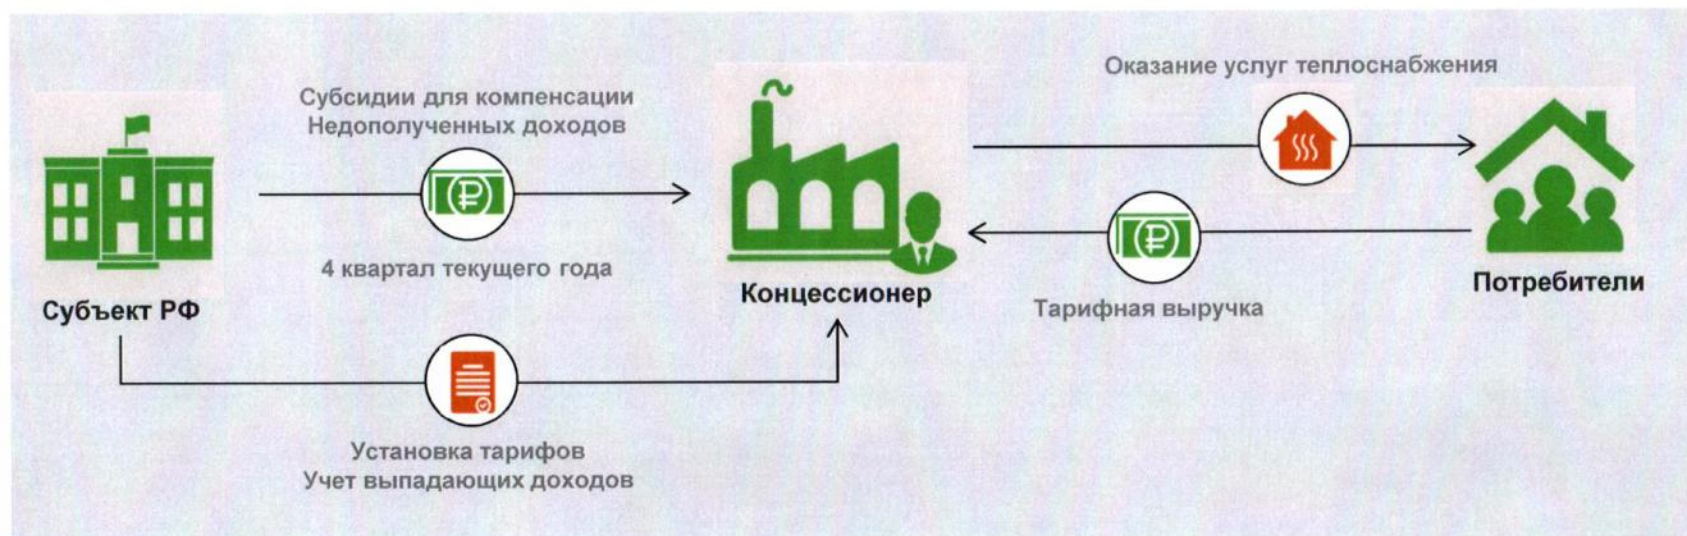 Субсидии для компенсации
Недополученных доходов
4 квартал текущего года
Субъект РФ
Установка тарифов
Учет выпадающих доходов
Концессионер
Оказание услуг теплоснабжения
Тарифная выручка
Потребители